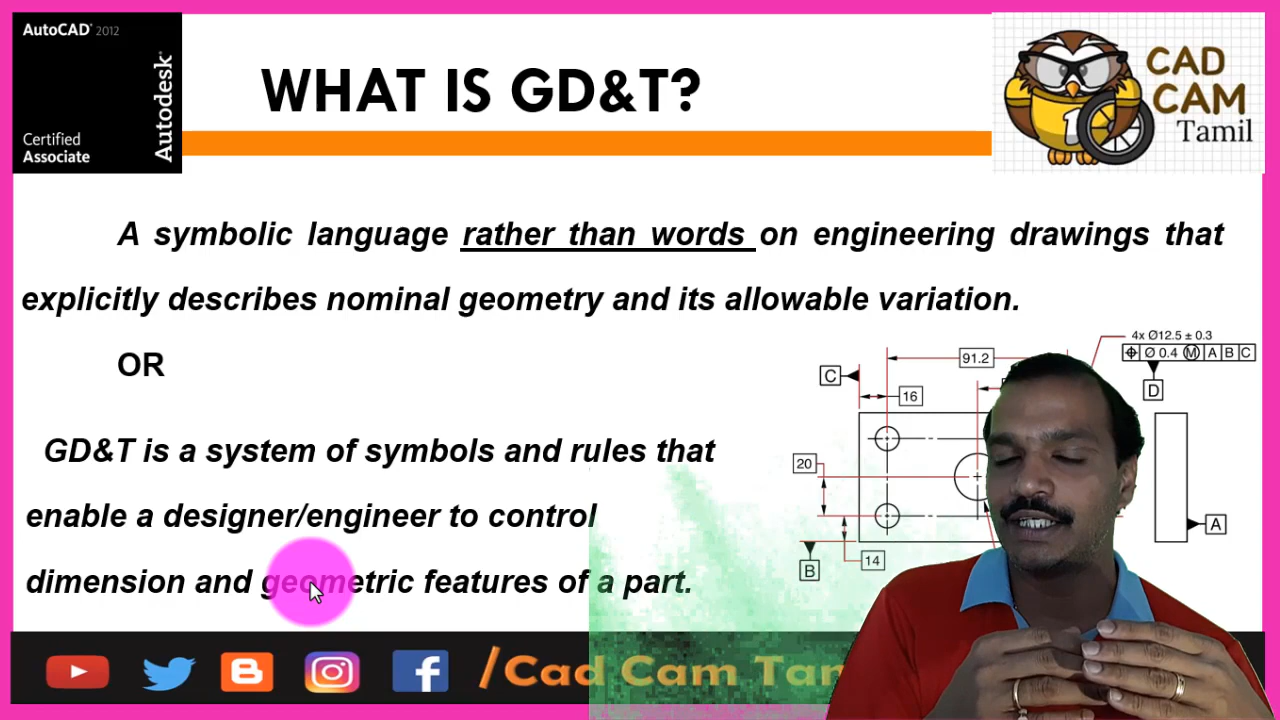 AutoCAD® 2012
Autodesk®
Certified
Associate
WHAT IS GD&T?
CAD
CAM
Tamil
1
A symbolic language rather than words on engineering drawings that
explicitly describes nominal geometry and its allowable variation.
OR
GD&T is a system of symbols and rules that
enable a designer/engineer to control
dimension and geometric features of a part.
4x Ø12.5 ± 0.3
⌖ Ø 0.4 Ⓜ A B C
91.2
C
D
16
20
A
B
14
/Cad Cam Ta